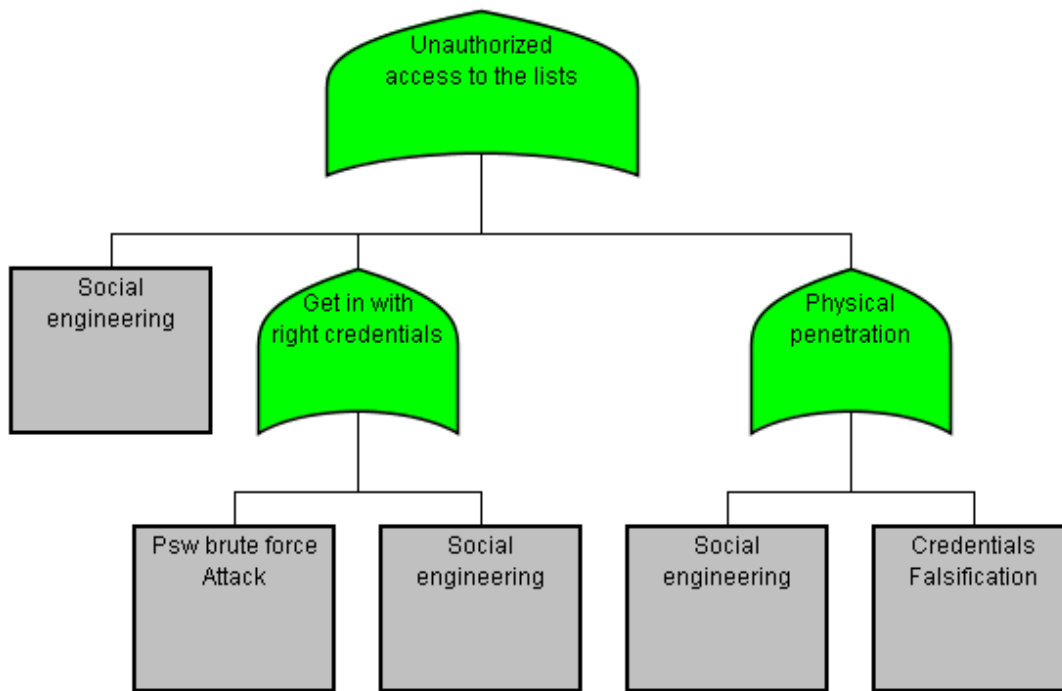 Unauthorized
access to the lists
Social
engineering
Get in with
right credentials
Physical
penetration
Psw brute force
Attack
Social
engineering
Social
engineering
Credentials
Falsification